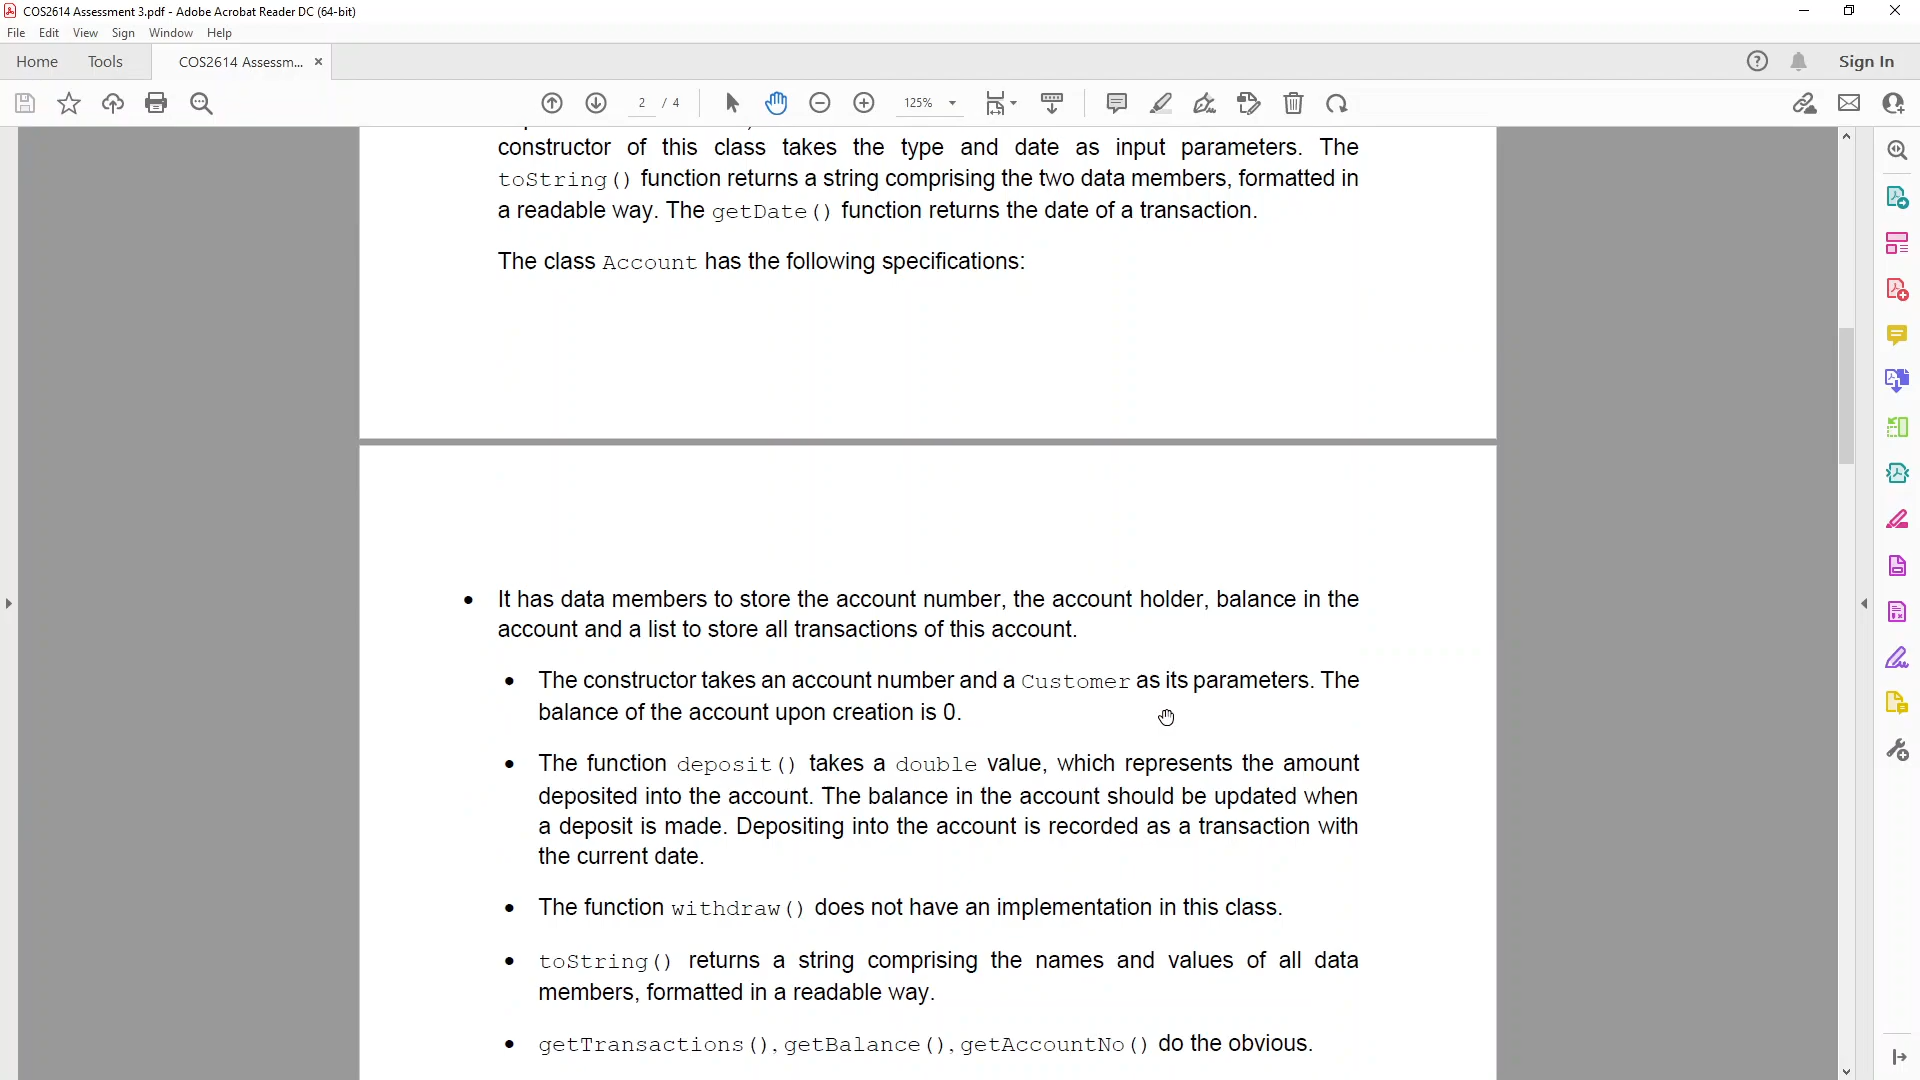 COS2614 Assessment 3.pdf - Adobe Acrobat Reader DC (64-bit)
File Edit View Sign Window Help
Home Tools COS2614 Assessm... × Sign In
2 / 4 125%
constructor of this class takes the type and date as input parameters. The
toString() function returns a string comprising the two data members, formatted in
a readable way. The getDate() function returns the date of a transaction.
The class Account has the following specifications:
• It has data members to store the account number, the account holder, balance in the
account and a list to store all transactions of this account.
• The constructor takes an account number and a Customer as its parameters. The
balance of the account upon creation is 0.
• The function deposit() takes a double value, which represents the amount
deposited into the account. The balance in the account should be updated when
a deposit is made. Depositing into the account is recorded as a transaction with
the current date.
• The function withdraw() does not have an implementation in this class.
• toString() returns a string comprising the names and values of all data
members, formatted in a readable way.
• getTransactions(), getBalance(), getAccountNo() do the obvious.